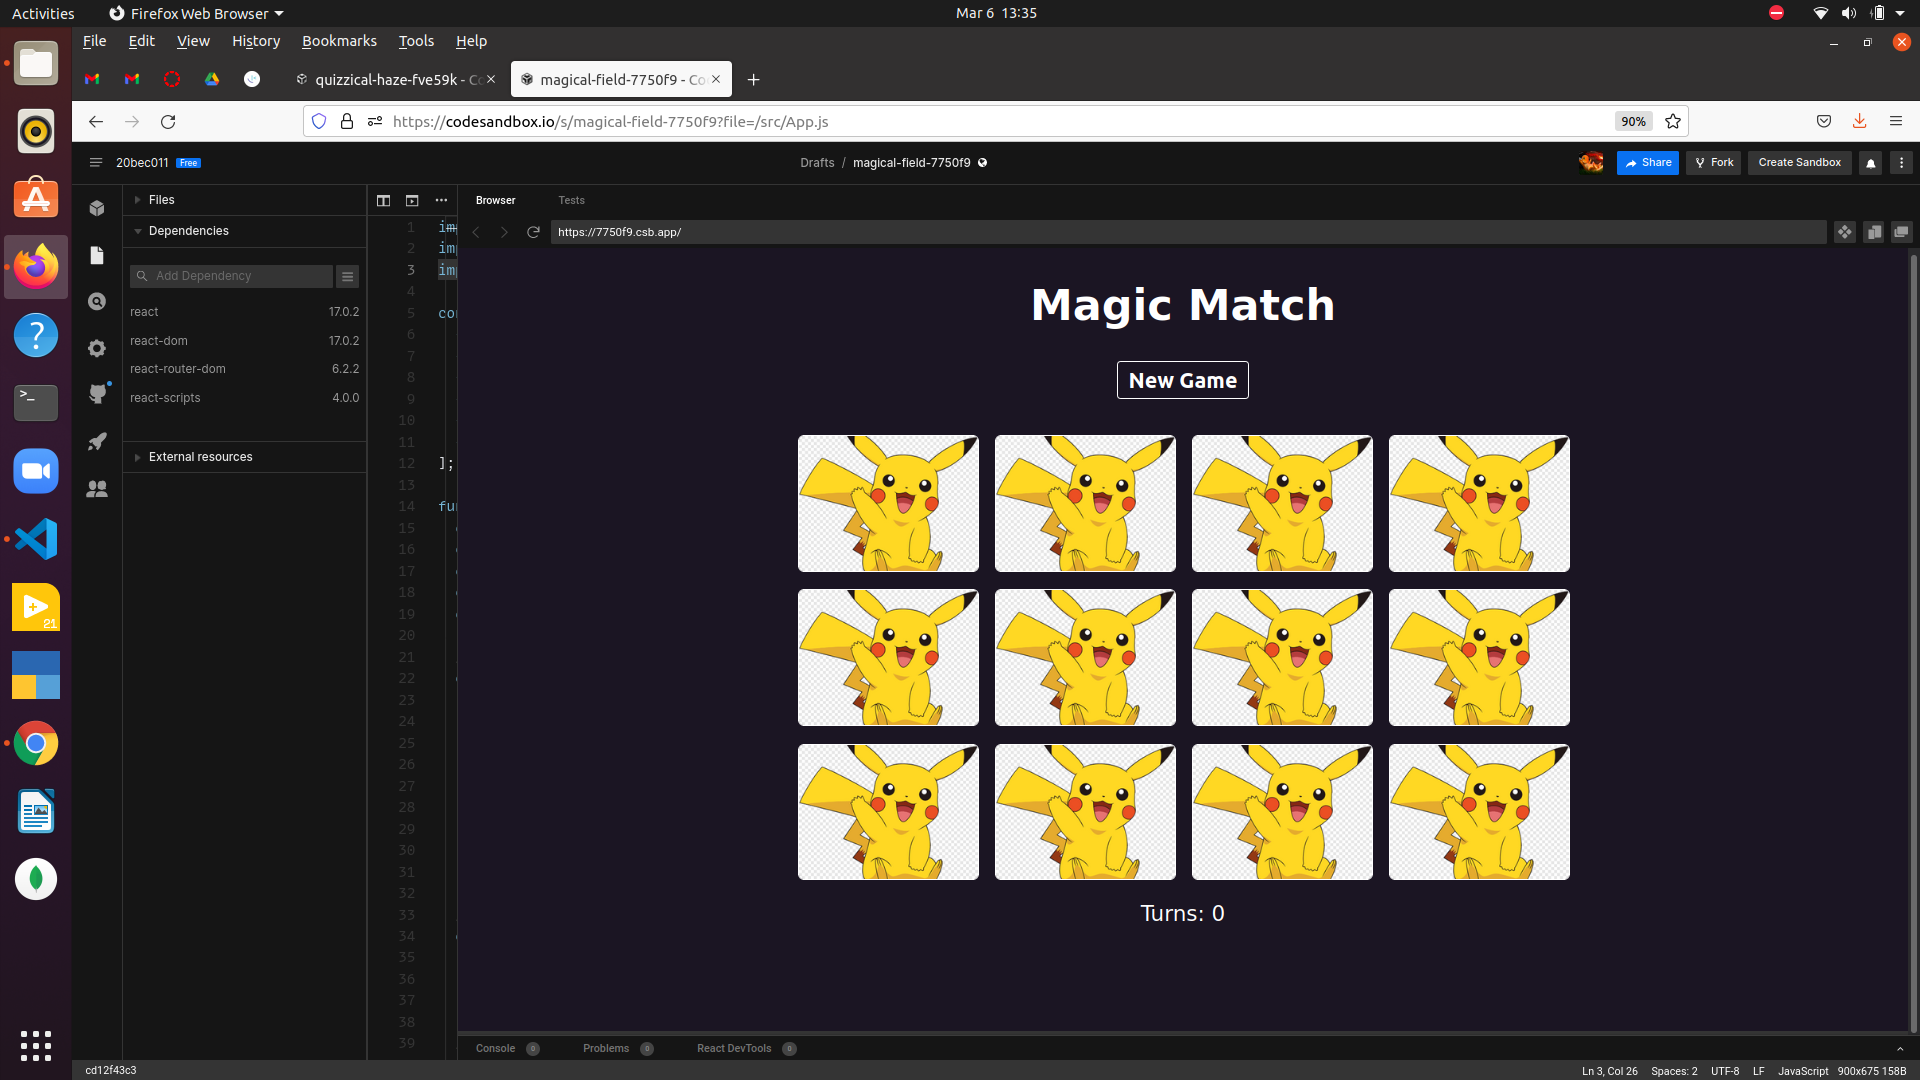 Activities
Firefox Web Browser
Mar 6 13:35
File Edit View History Bookmarks Tools Help
quizzical-haze-fve59k - Co
magical-field-7750f9 - Co
https://codesandbox.io/s/magical-field-7750f9?file=/src/App.js
90%
20bec011 Free
Drafts / magical-field-7750f9
Share
Fork
Create Sandbox
Files
Dependencies
Add Dependency
react 17.0.2
react-dom 17.0.2
react-router-dom 6.2.2
react-scripts 4.0.0
External resources
1 im
2 imp
3 imp
4
5 con
6
7
8
9
10
11
12 ];
13
14 fun
15
16
17
18
19
20
21
22
23
24
25
26
27
28
29
30
31
32
33
34
35
36
37
38
39
Browser Tests
https://7750f9.csb.app/
Magic Match
New Game
Turns: 0
Console 0 Problems 0 React DevTools 0
cd12f43c3
Ln 3, Col 26 Spaces: 2 UTF-8 LF JavaScript 900x675 158B
21